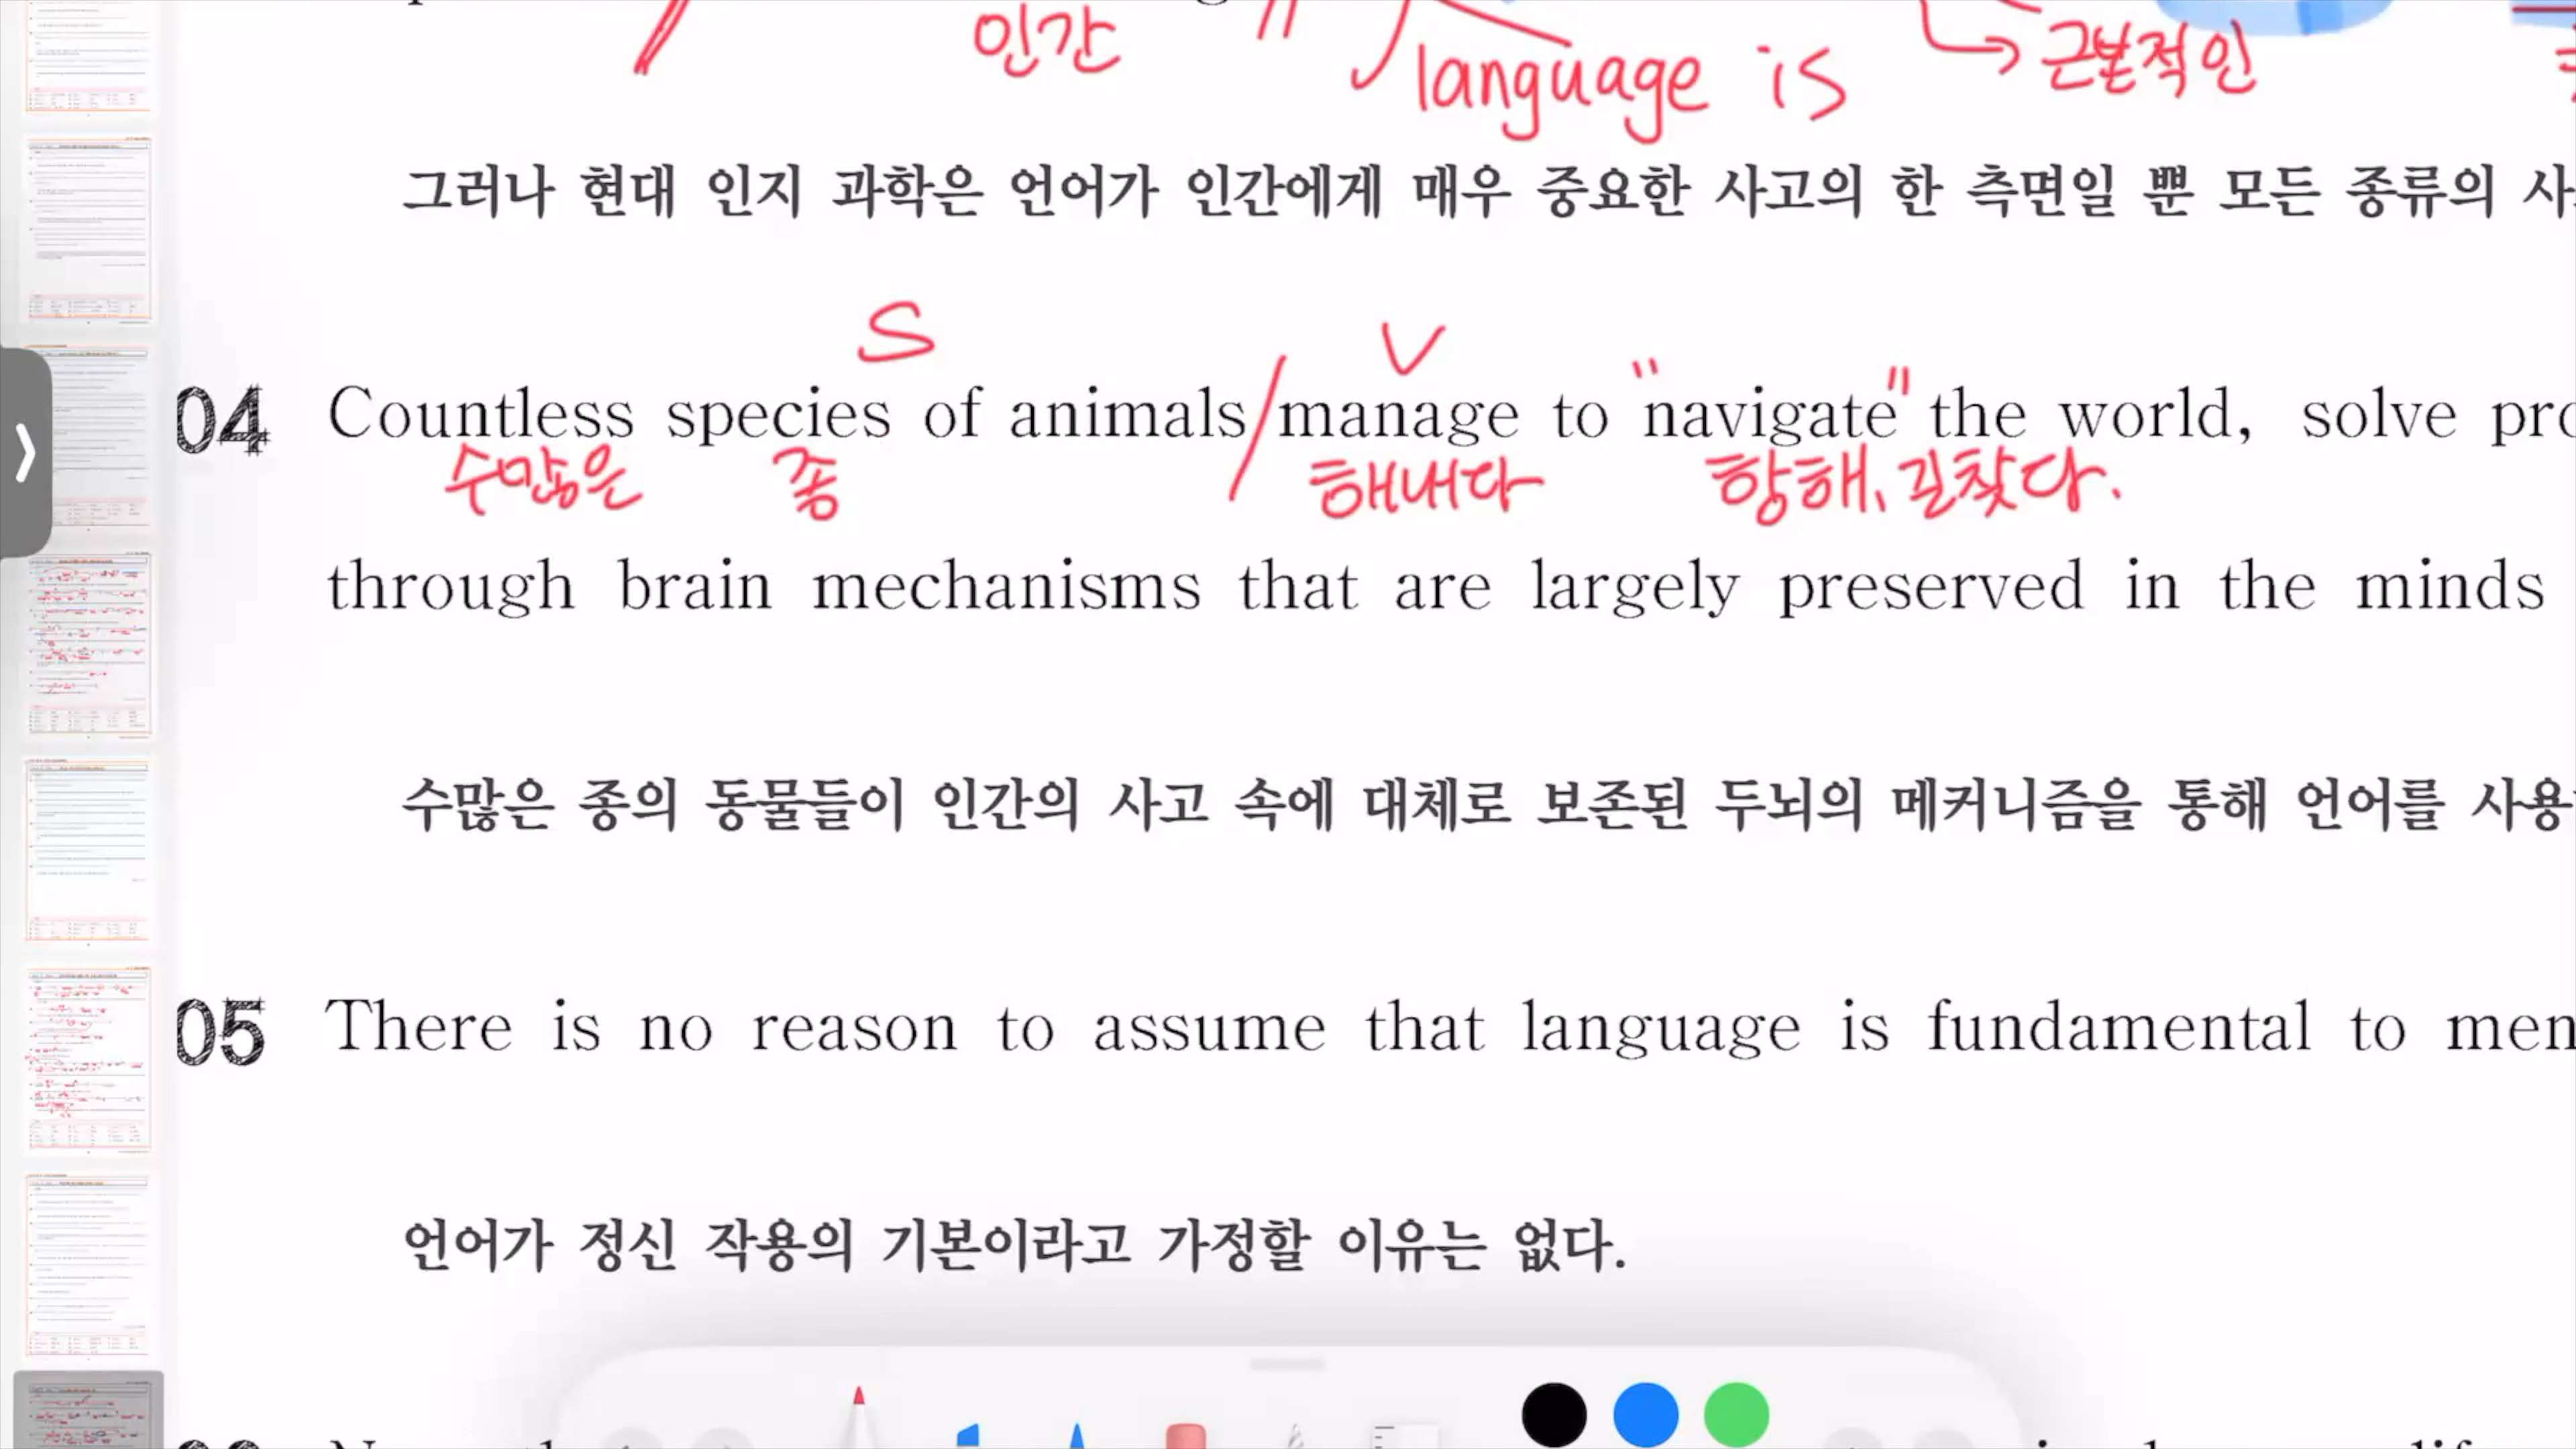 인간
language is
근본적인
그러나 현대 인지 과학은 언어가 인간에게 매우 중요한 사고의 한 측면일 뿐 모든 종류의 사
S V
04 Countless species of animals / manage to "navigate" the world, solve pro
수많은 종 해내다 항해, 길찾다.
through brain mechanisms that are largely preserved in the minds
수많은 종의 동물들이 인간의 사고 속에 대체로 보존된 두뇌의 메커니즘을 통해 언어를 사용
05 There is no reason to assume that language is fundamental to men
언어가 정신 작용의 기본이라고 가정할 이유는 없다.